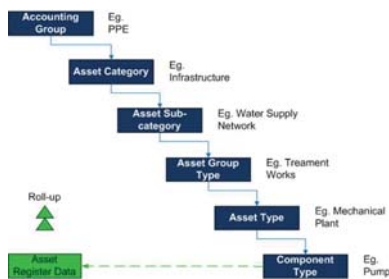 Accounting
Group
Eg.
PPE
Asset Category
Eg.
Infrastructure
Asset Sub-
category
Eg. Water Supply
Network
Asset Group
Type
Eg. Treament
Works
Roll-up
Asset Type
Eg. Mechanical
Plant
Asset
Register Data
Component
Type
Eg.
Pump